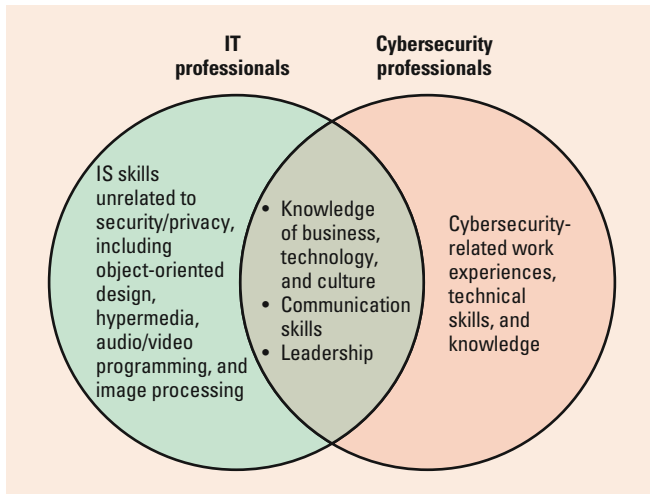 IT
professionals
Cybersecurity
professionals
IS skills
unrelated to
security/privacy,
including
object-oriented
design,
hypermedia,
audio/video
programming, and
image processing
• Knowledge
of business,
technology,
and culture
• Communication
skills
• Leadership
Cybersecurity-
related work
experiences,
technical
skills, and
knowledge